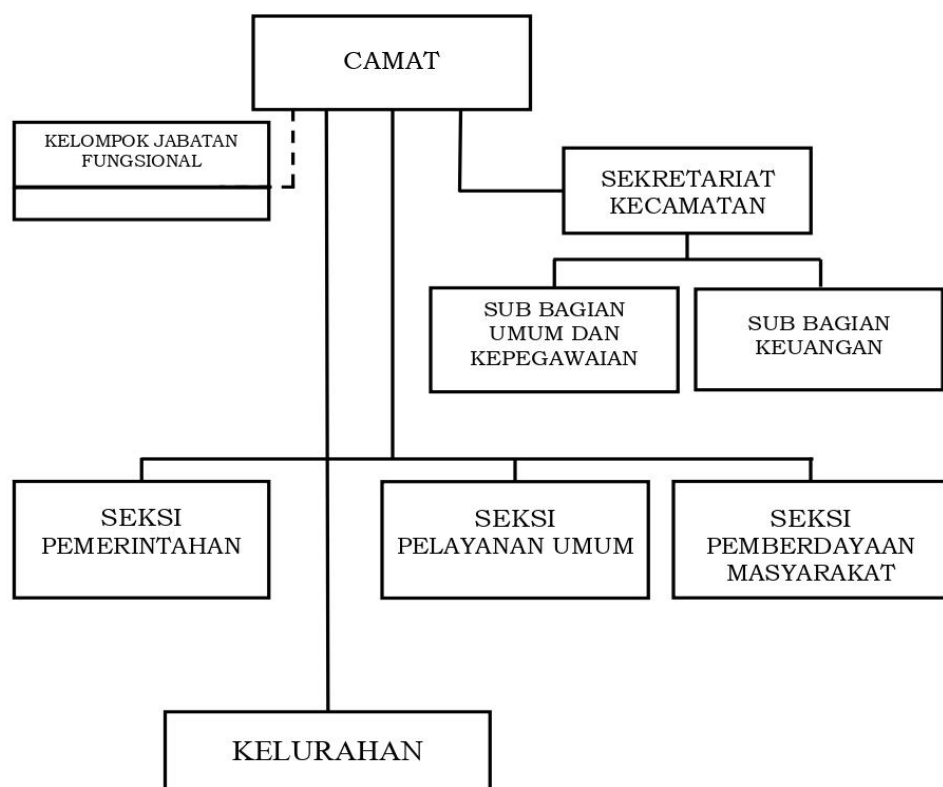 CAMAT
KELOMPOK JABATAN
FUNGSIONAL
SEKRETARIAT
KECAMATAN
SUB BAGIAN
UMUM DAN
KEPEGAWAIAN
SUB BAGIAN
KEUANGAN
SEKSI
PEMERINTAHAN
SEKSI
PELAYANAN UMUM
SEKSI
PEMBERDAYAAN
MASYARAKAT
KELURAHAN